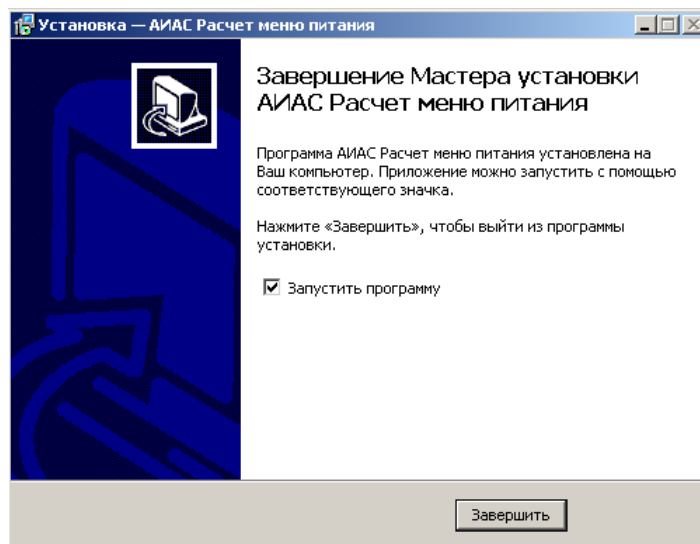 Установка — АИАС Расчет меню питания
Завершение Мастера установки
АИАС Расчет меню питания
Программа АИАС Расчет меню питания установлена на
Ваш компьютер. Приложение можно запустить с помощью
соответствующего значка.
Нажмите «Завершить», чтобы выйти из программы
установки.
Запустить программу
Завершить